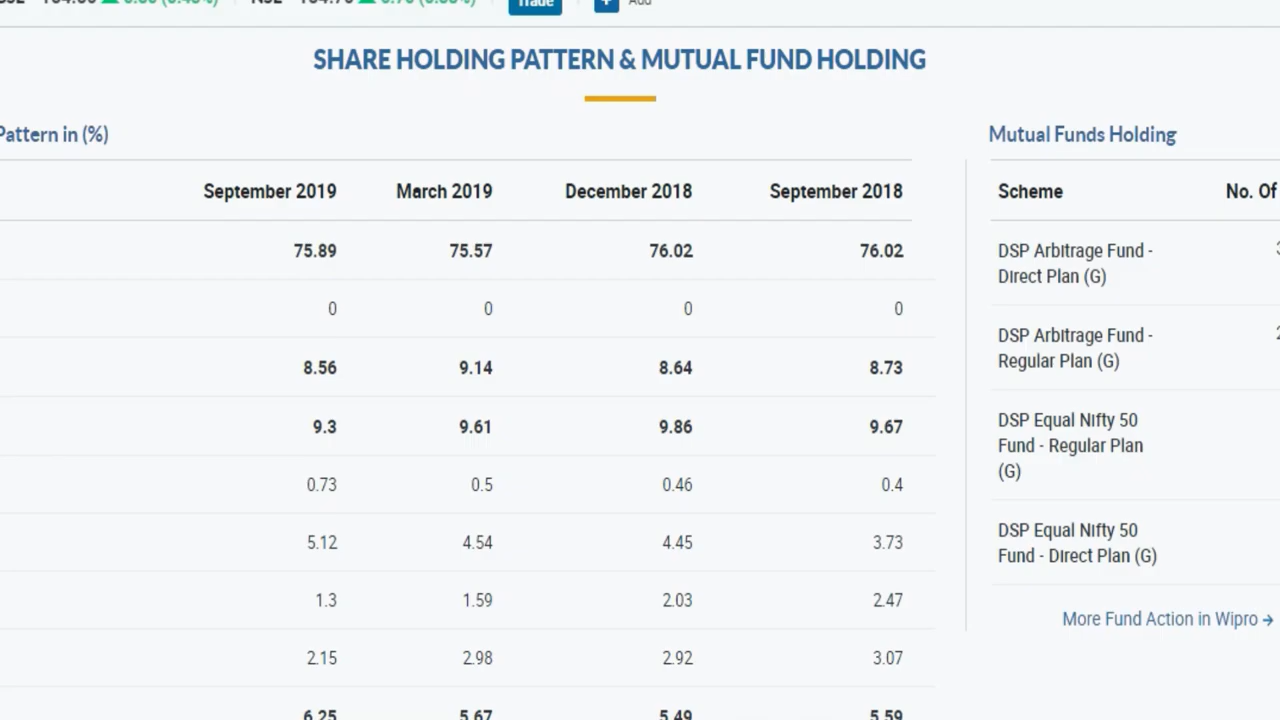 Trade
Add
SHARE HOLDING PATTERN & MUTUAL FUND HOLDING
Pattern in (%)
September 2019 March 2019 December 2018 September 2018
75.89 75.57 76.02 76.02
0 0 0 0
8.56 9.14 8.64 8.73
9.3 9.61 9.86 9.67
0.73 0.5 0.46 0.4
5.12 4.54 4.45 3.73
1.3 1.59 2.03 2.47
2.15 2.98 2.92 3.07
6.25 5.67 5.49 5.59
Mutual Funds Holding
Scheme No. Of
DSP Arbitrage Fund -
Direct Plan (G)
DSP Arbitrage Fund -
Regular Plan (G)
DSP Equal Nifty 50
Fund - Regular Plan
(G)
DSP Equal Nifty 50
Fund - Direct Plan (G)
More Fund Action in Wipro →